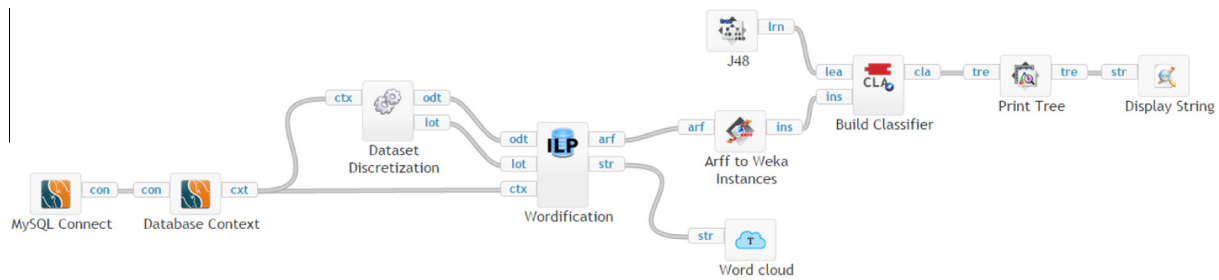 lrn
J48
lea
cla
tre
tre
str
CLA
ins
Build Classifier
Print Tree
Display String
ctx
odt
lot
Dataset
Discretization
odt
arf
ILP
lot
str
ctx
Wordification
arf
ins
Arff to Weka
Instances
con
con
cxt
MySQL Connect
Database Context
str
T
Word cloud